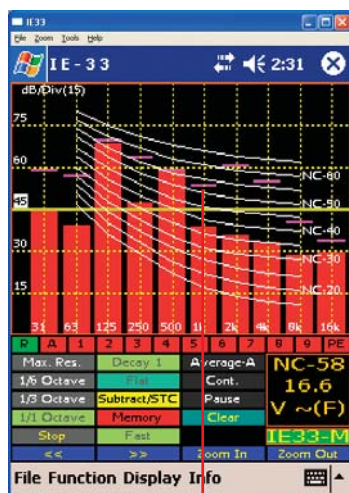 IE33
File Zoom Tools Help
IE-33 2:31
dB/Div(15)
75
60
45
30
15
NC-60
NC-50
NC-40
NC-30
NC-20
31 63 125 250 500 1k 2k 4k 8k 16k
R A 1 2 3 4 5 6 7 8 9 PE
Max. Res. Decay 1 Average-A NC-58
1/6 Octave Flat Cont. 16.6
1/3 Octave Subtract/STC Pause V ~(F)
1/1 Octave Memory Clear
Stop Fast IE33-M
<< >> Zoom In Zoom Out
File Function Display Info